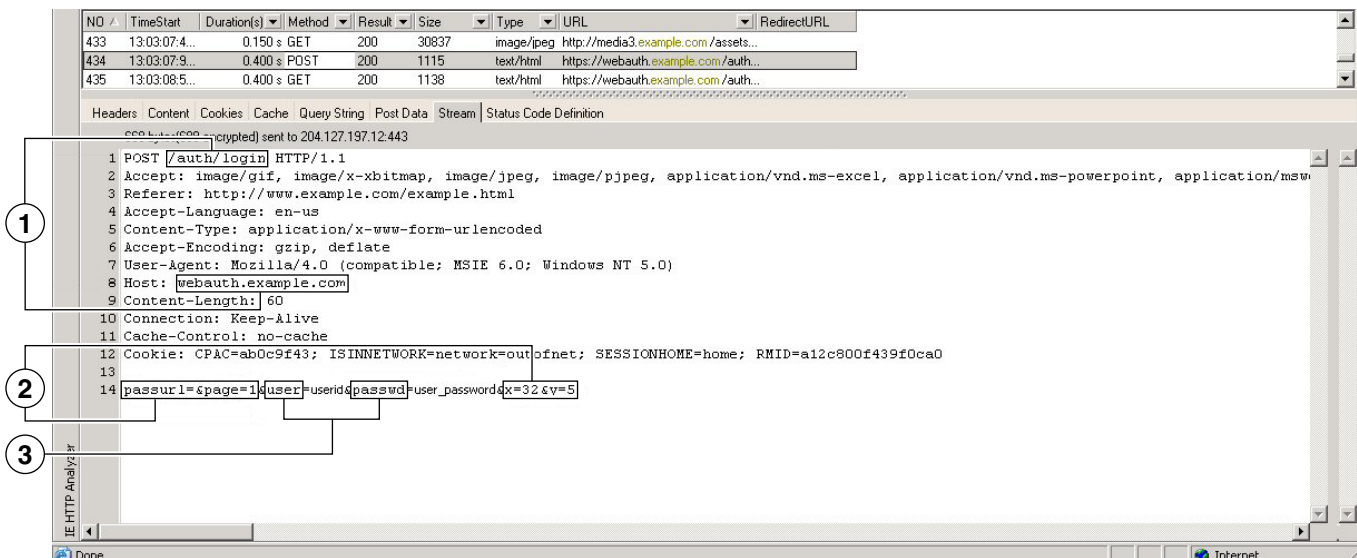 NO TimeStart Duration(s) Method Result Size Type URL RedirectURL
433 13:03:07:4... 0.150 s GET 200 30837 image/jpeg http://media3.example.com /assets...
434 13:03:07:9... 0.400 s POST 200 1115 text/html https://webauth.example.com /auth...
435 13:03:08:5... 0.400 s GET 200 1138 text/html https://webauth.example.com /auth...
Headers Content Cookies Cache Query String Post Data Stream Status Code Definition
encrypted) sent to 204.127.197.12:443
1 POST /auth/login HTTP/1.1
2 Accept: image/gif, image/x-xbitmap, image/jpeg, image/pjpeg, application/vnd.ms-excel, application/vnd.ms-powerpoint, application/msw
3 Referer: http://www.example.com/example.html
4 Accept-Language: en-us
5 Content-Type: application/x-www-form-urlencoded
6 Accept-Encoding: gzip, deflate
7 User-Agent: Mozilla/4.0 (compatible; MSIE 6.0; Windows NT 5.0)
8 Host: webauth.example.com
9 Content-Length: 60
10 Connection: Keep-Alive
11 Cache-Control: no-cache
12 Cookie: CPAC=ab0c9f43; ISINNETWORK=network=outofnet; SESSIONHOME=home; RMID=a12c800f439f0ca0
13
14 passurl=&page=1&user=userid&passwd=user_password&x=32&v=5
1
2
3
IE HTTP Analyzer
Done
Internet